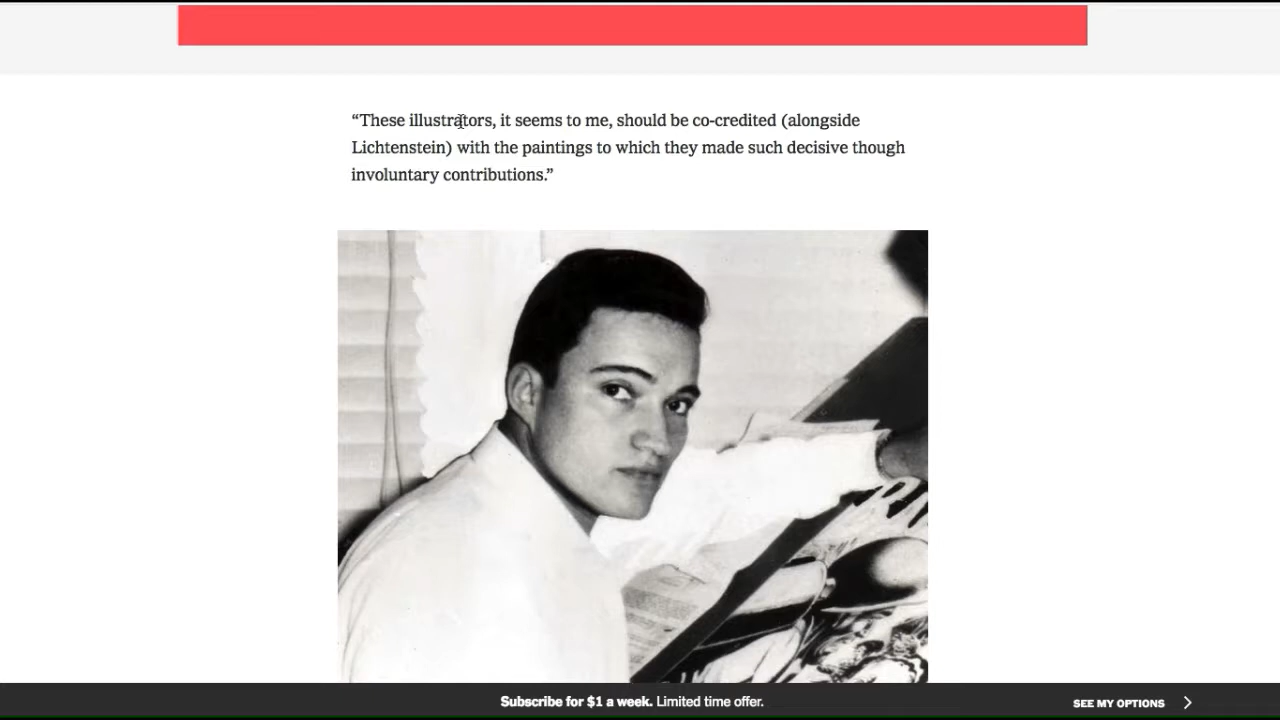 “These illustrators, it seems to me, should be co-credited (alongside
Lichtenstein) with the paintings to which they made such decisive though
involuntary contributions.”
Subscribe for $1 a week. Limited time offer.
SEE MY OPTIONS